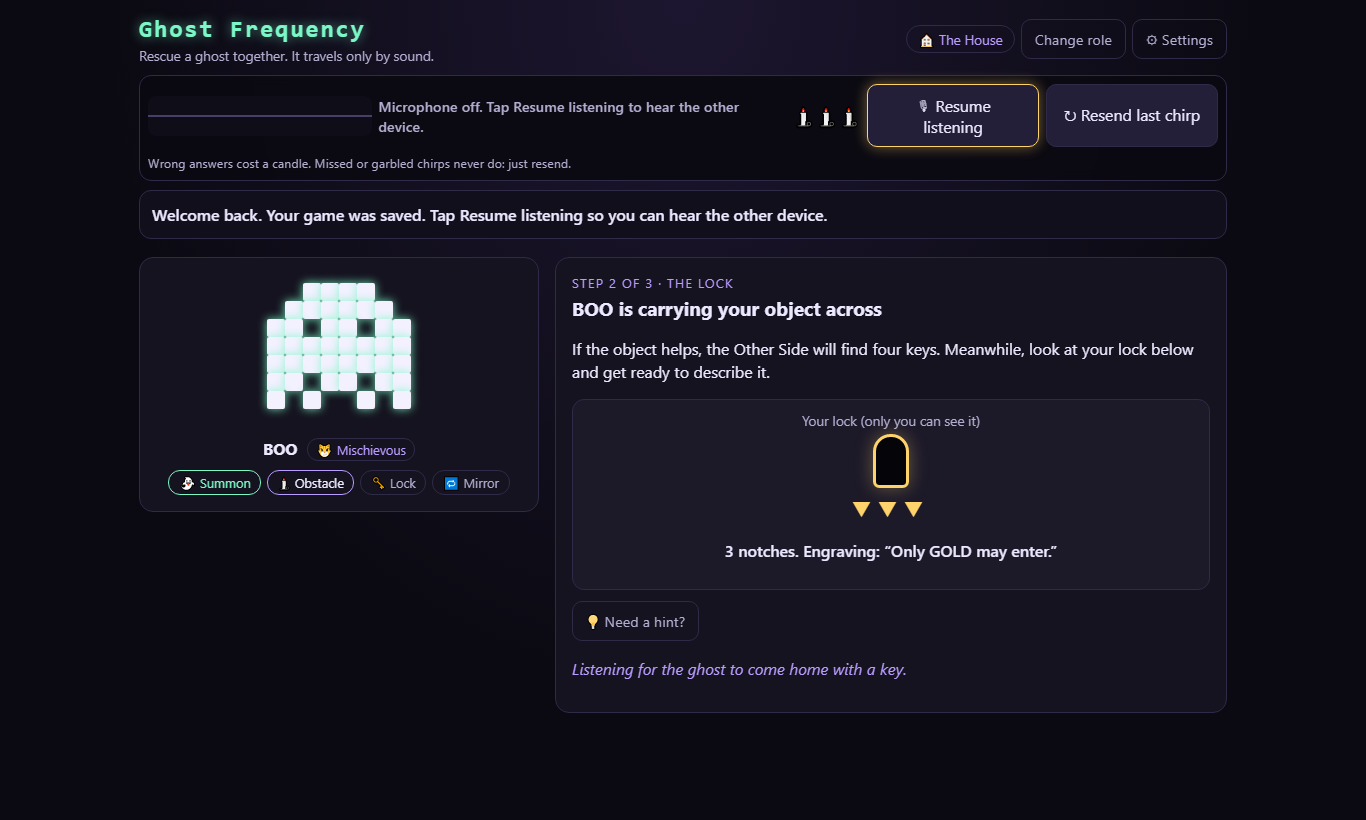 Ghost Frequency
Rescue a ghost together. It travels only by sound.
🏠 The House
Change role
⚙ Settings
Microphone off. Tap Resume listening to hear the other
device.
🎙 Resume
listening
↻ Resend last chirp
Wrong answers cost a candle. Missed or garbled chirps never do: just resend.
Welcome back. Your game was saved. Tap Resume listening so you can hear the other device.
BOO
😼 Mischievous
👻 Summon
🕯 Obstacle
🗝 Lock
🔁 Mirror
STEP 2 OF 3 · THE LOCK
BOO is carrying your object across
If the object helps, the Other Side will find four keys. Meanwhile, look at your lock below
and get ready to describe it.
Your lock (only you can see it)
3 notches. Engraving: “Only GOLD may enter.”
💡 Need a hint?
Listening for the ghost to come home with a key.